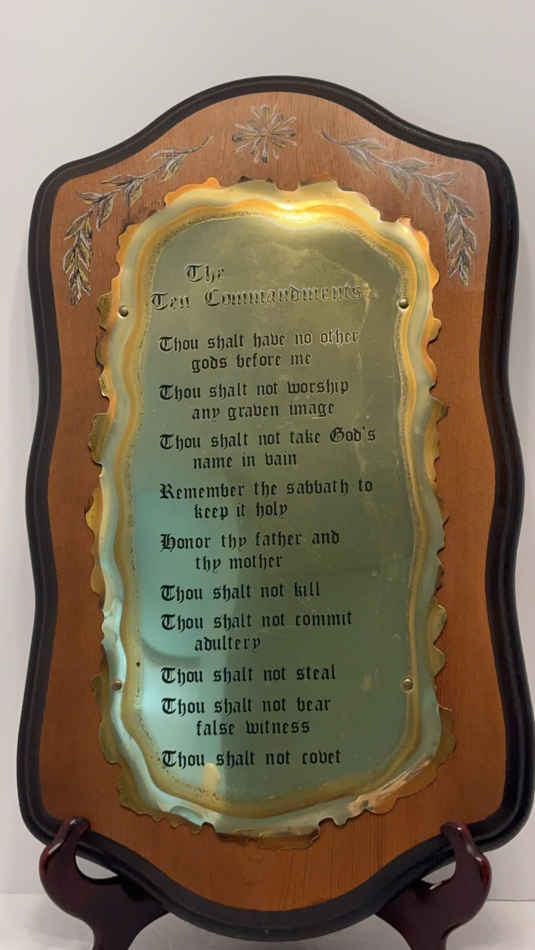 The
Ten Commandments
Thou shalt have no other
gods before me
Thou shalt not worship
any graven image
Thou shalt not take God's
name in vain
Remember the sabbath to
keep it holy
Honor thy father and
thy mother
Thou shalt not kill
Thou shalt not commit
adultery
Thou shalt not steal
Thou shalt not bear
false witness
Thou shalt not covet